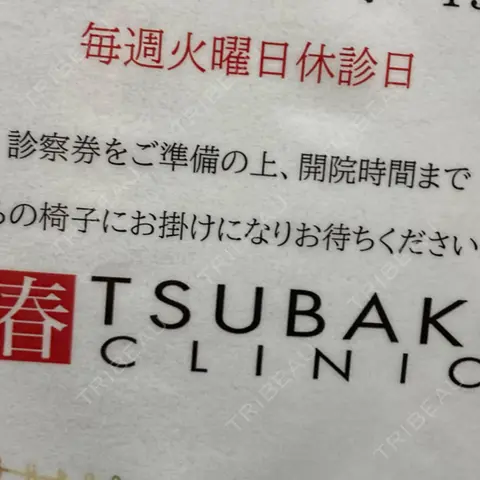 毎週火曜日休診日
診察券をご準備の上、開院時間まで
の椅子にお掛けになりお待ちください
春 TSUBAK
CLINIC
TRIBEAU